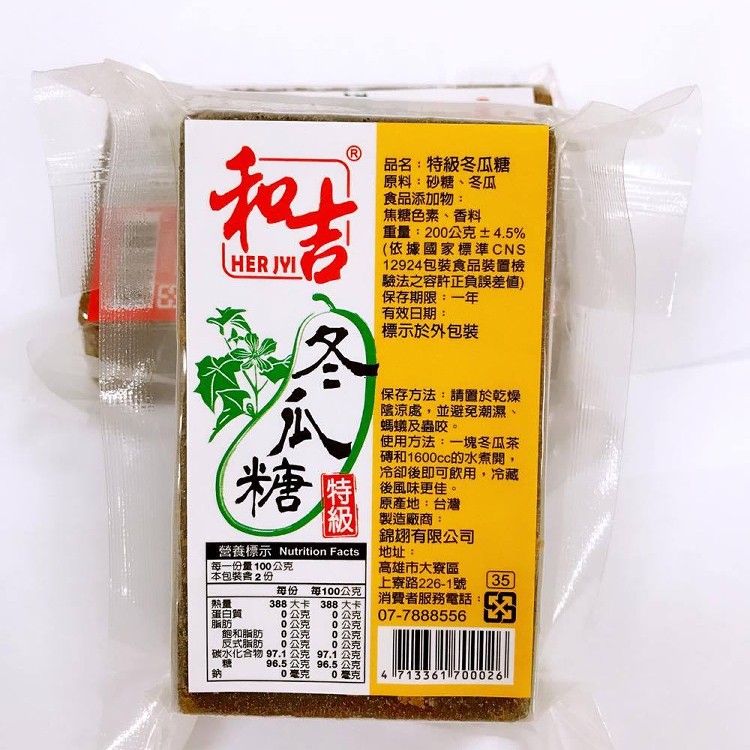 和吉®
HER JYI
冬瓜糖
特級
營養標示 Nutrition Facts
每一份量100公克
本包裝含2份
每份 每100公克
熱量 388大卡 388大卡
蛋白質 0公克 0公克
脂肪 0公克 0公克
飽和脂肪 0公克 0公克
反式脂肪 0公克 0公克
碳水化合物 97.1公克 97.1公克
糖 96.5公克 96.5公克
鈉 0毫克 0毫克
品名：特級冬瓜糖
原料：砂糖、冬瓜
食品添加物：
焦糖色素、香料
重量：200公克±4.5%
(依據國家標準CNS
12924包裝食品裝置檢
驗法之容許正負誤差值)
保存期限：一年
有效日期：
標示於外包裝
保存方法：請置於乾燥
陰涼處，並避免潮濕、
螞蟻及蟲咬。
使用方法：一塊冬瓜茶
磚和1600cc的水煮開，
冷卻後即可飲用，冷藏
後風味更佳。
原產地：台灣
製造廠商：
錦翃有限公司
地址：
高雄市大寮區
上寮路226-1號 35
消費者服務電話：
07-7888556
4 713361 700026